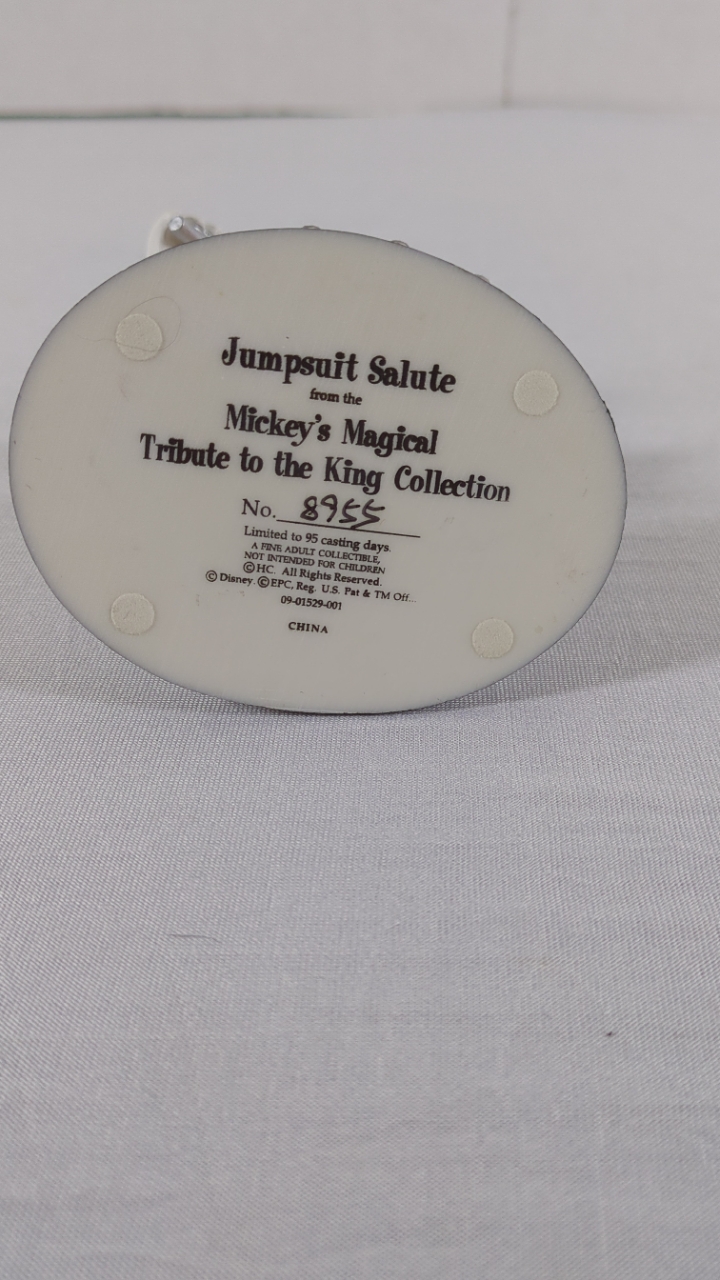 Jumpsuit Salute
from the
Mickey's Magical
Tribute to the King Collection
No. 8955
Limited to 95 casting days.
A FINE ADULT COLLECTIBLE,
NOT INTENDED FOR CHILDREN
©HC. All Rights Reserved.
© Disney. ©EPC, Reg. U.S. Pat & TM Off...
09-01529-001
CHINA